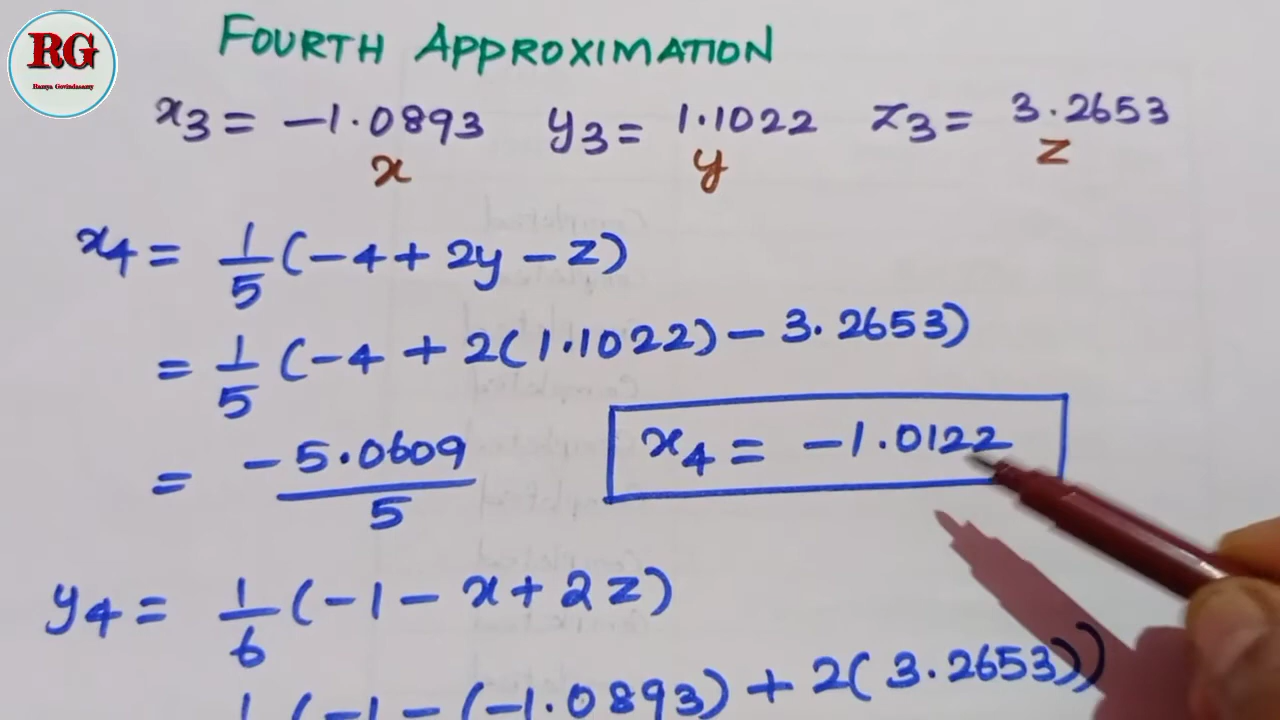 RG
Ramya Govindasamy
FOURTH APPROXIMATION
x₃ = -1.0893 y₃ = 1.1022 z₃ = 3.2653
x y z
x₄ = 1/5 (-4 + 2y - z)
= 1/5 (-4 + 2(1.1022) - 3.2653)
= -5.0609/5 x₄ = -1.0122
y₄ = 1/6 (-1 - x + 2z)
1 (-1 - (-1.0893) + 2(3.2653))